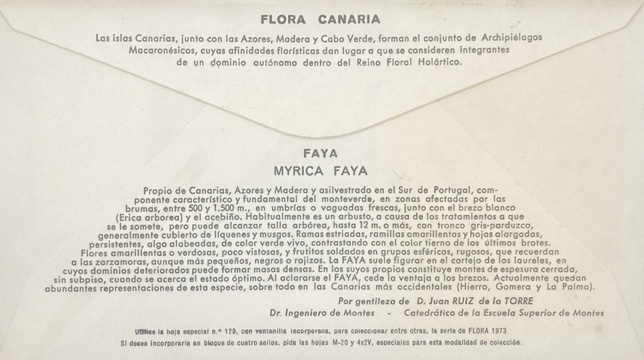 FLORA CANARIA
Las islas Canarias, junto con las Azores, Madera y Cabo Verde, forman el conjunto de Archipiélagos
Macaronésicos, cuyas afinidades florísticas dan lugar a que se consideren integrantes
de un dominio autónomo dentro del Reino Floral Holártico.
FAYA
MYRICA FAYA
Propio de Canarias, Azores y Madera y asilvestrado en el Sur de Portugal, com-
ponente característico y fundamental del monteverde, en zonas afectadas por las
brumas, entre 500 y 1.500 m., en umbrías o vaguadas frescas, junto con el brezo blanco
(Erica arborea) y el acebiño. Habitualmente es un arbusto, a causa de los tratamientos a que
se le somete, pero puede alcanzar talla arbórea, hasta 12 m. o más, con tronco gris-parduzco,
generalmente cubierto de líquenes y musgos. Ramas estriadas, ramillas amarillentas y hojas alargadas,
persistentes, algo alabeadas, de color verde vivo, contrastando con el color tierno de los últimos brotes.
Flores amarillentas o verdosas, poco vistosas, y frutitos soldados en grupos esféricos, rugosos, que recuerdan
a las zarzamoras, aunque más pequeños, negros o rojizos. La FAYA suele figurar en el cortejo de los laureles, en
cuyos dominios deteriorados puede formar masas densas. En los suyos propios constituye montes de espesura cerrada,
sin subpiso, cuando se acerca el estado óptimo. Al aclararse el FAYA, cede la ventaja a los brezos. Actualmente quedan
abundantes representaciones de esta especie, sobre todo en las Canarias más occidentales (Hierro, Gomera y La Palma).
Por gentileza de D. Juan RUIZ de la TORRE
Dr. Ingeniero de Montes - Catedrático de la Escuela Superior de Montes
Utilice la hoja especial n.º 129, con ventanilla incorporada, para coleccionar entre otras, la serie de FLORA 1973
Si desea incorporarla en bloque de cuatro sellos, pida las hojas M-20 y 4x2V, especiales para esta modalidad de colección.